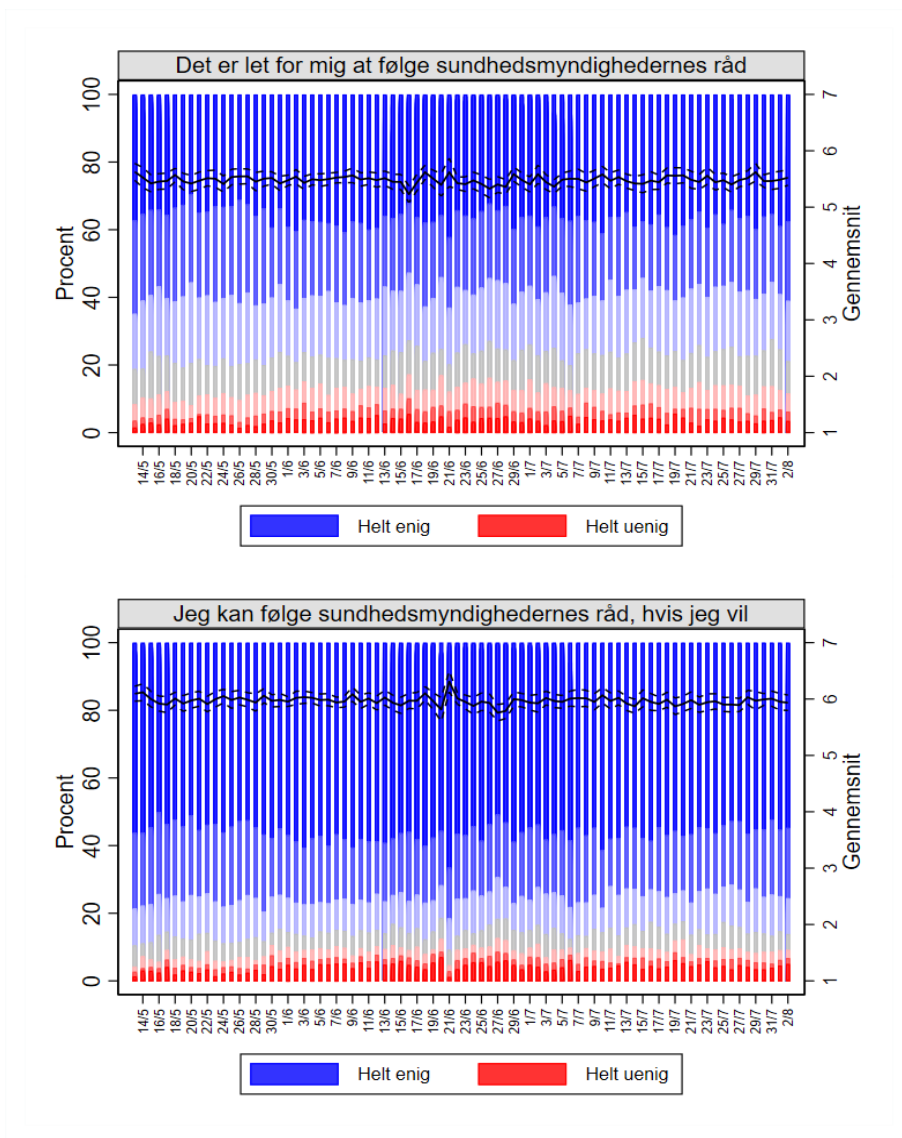 Det er let for mig at følge sundhedsmyndighedernes råd
100
80
60
40
20
0
Procent
7
6
5
4
3
2
1
Gennemsnit
14/5 16/5 18/5 20/5 22/5 24/5 26/5 28/5 30/5 1/6 3/6 5/6 7/6 9/6 11/6 13/6 15/6 17/6 19/6 21/6 23/6 25/6 27/6 29/6 1/7 3/7 5/7 7/7 9/7 11/7 13/7 15/7 17/7 19/7 21/7 23/7 25/7 27/7 29/7 31/7 2/8
Helt enig Helt uenig
Jeg kan følge sundhedsmyndighedernes råd, hvis jeg vil
100
80
60
40
20
0
Procent
7
6
5
4
3
2
1
Gennemsnit
14/5 16/5 18/5 20/5 22/5 24/5 26/5 28/5 30/5 1/6 3/6 5/6 7/6 9/6 11/6 13/6 15/6 17/6 19/6 21/6 23/6 25/6 27/6 29/6 1/7 3/7 5/7 7/7 9/7 11/7 13/7 15/7 17/7 19/7 21/7 23/7 25/7 27/7 29/7 31/7 2/8
Helt enig Helt uenig